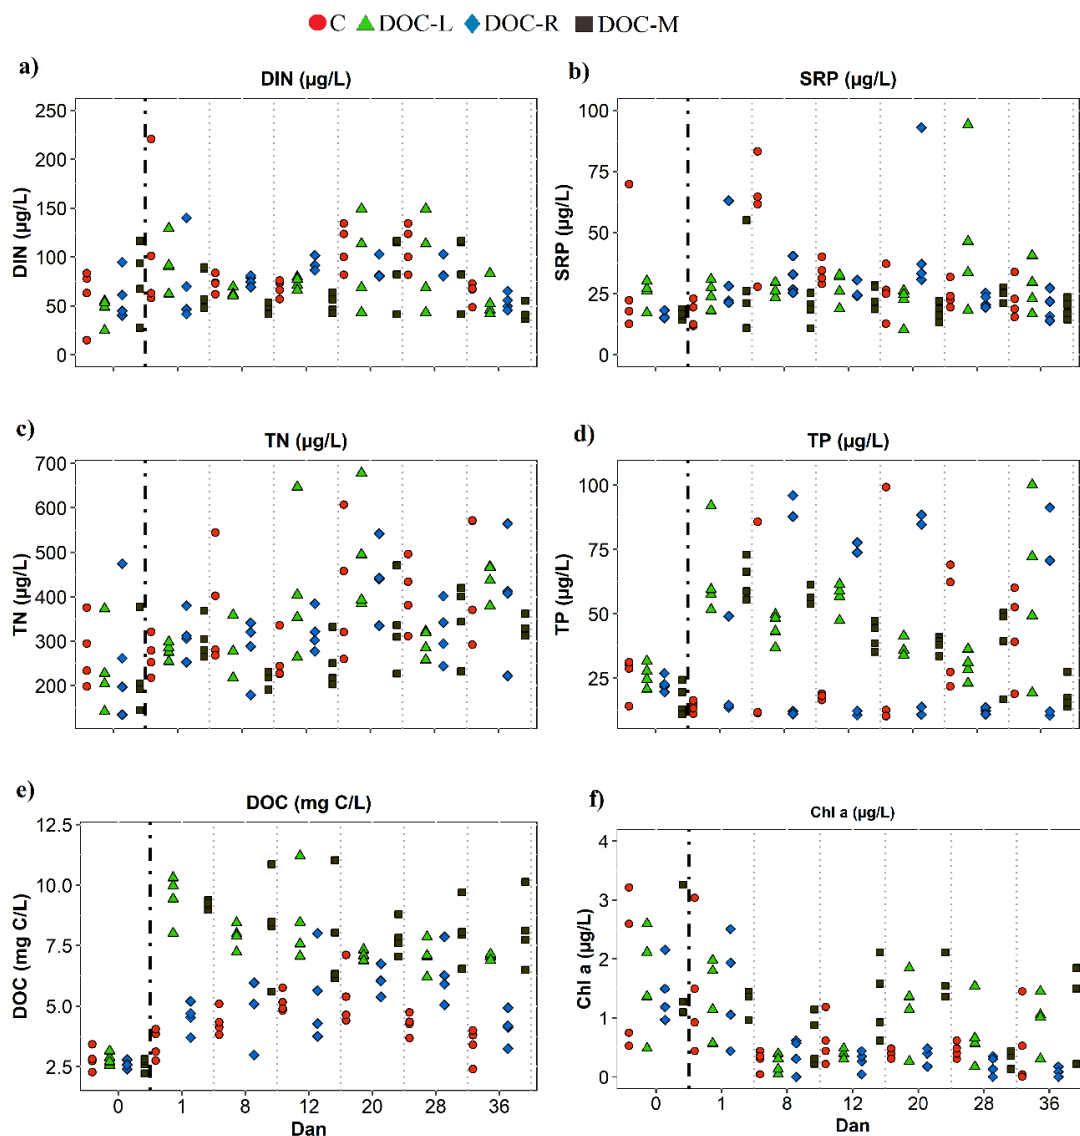 C DOC-L DOC-R DOC-M
a) DIN (µg/L)
250
200
150
100
50
0
DIN (µg/L)
b) SRP (µg/L)
100
75
50
25
0
SRP (µg/L)
c) TN (µg/L)
700
600
500
400
300
200
TN (µg/L)
d) TP (µg/L)
100
75
50
25
TP (µg/L)
e) DOC (mg C/L)
12.5
10.0
7.5
5.0
2.5
DOC (mg C/L)
0 1 8 12 20 28 36
Dan
f) Chl a (µg/L)
4
3
2
1
0
Chl a (µg/L)
0 1 8 12 20 28 36
Dan